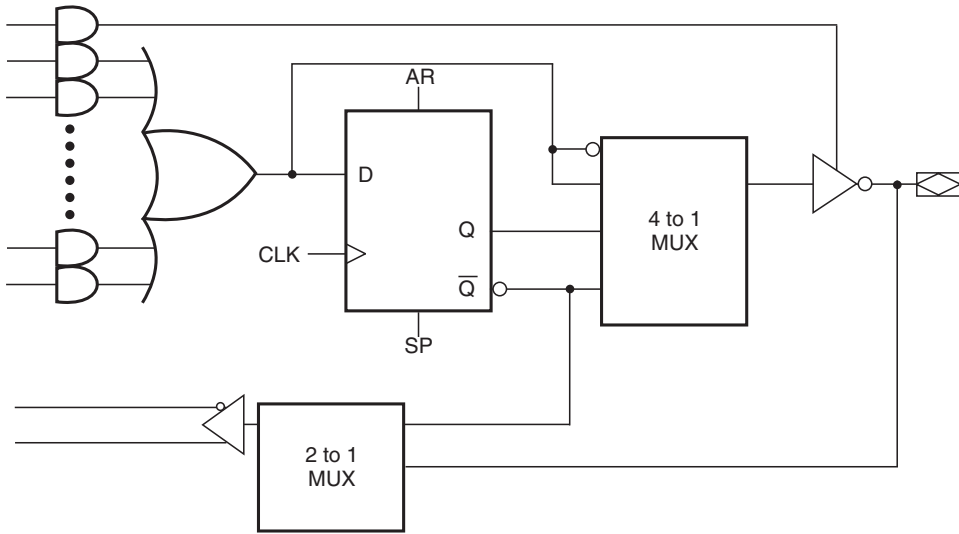 AR
D
4 to 1
MUX
Q
CLK
Q̅
SP
2 to 1
MUX